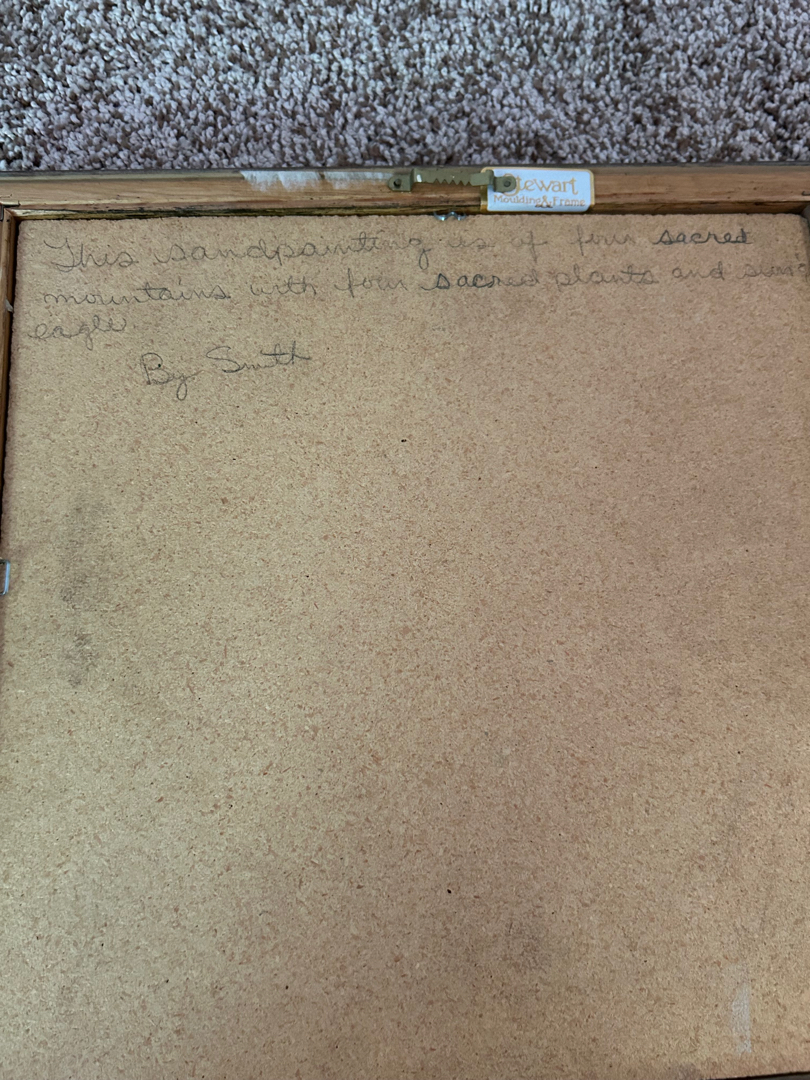 Stewart
Moulding & Frame
This sandpainting is of four sacred
mountains with four sacred plants and sun
eagle
By Smith